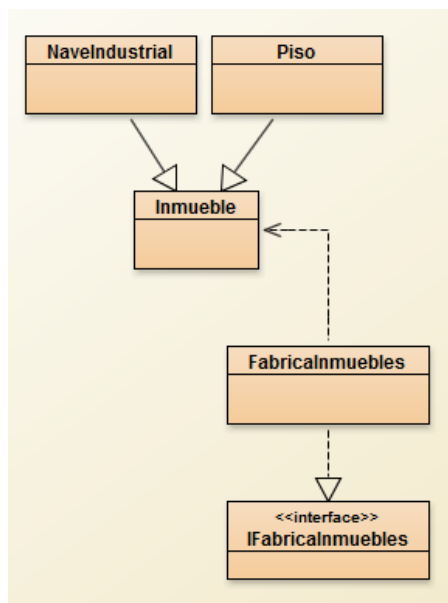 NaveIndustrial
Piso
Inmueble
FabricaInmuebles
<<interface>>
IFabricaInmuebles